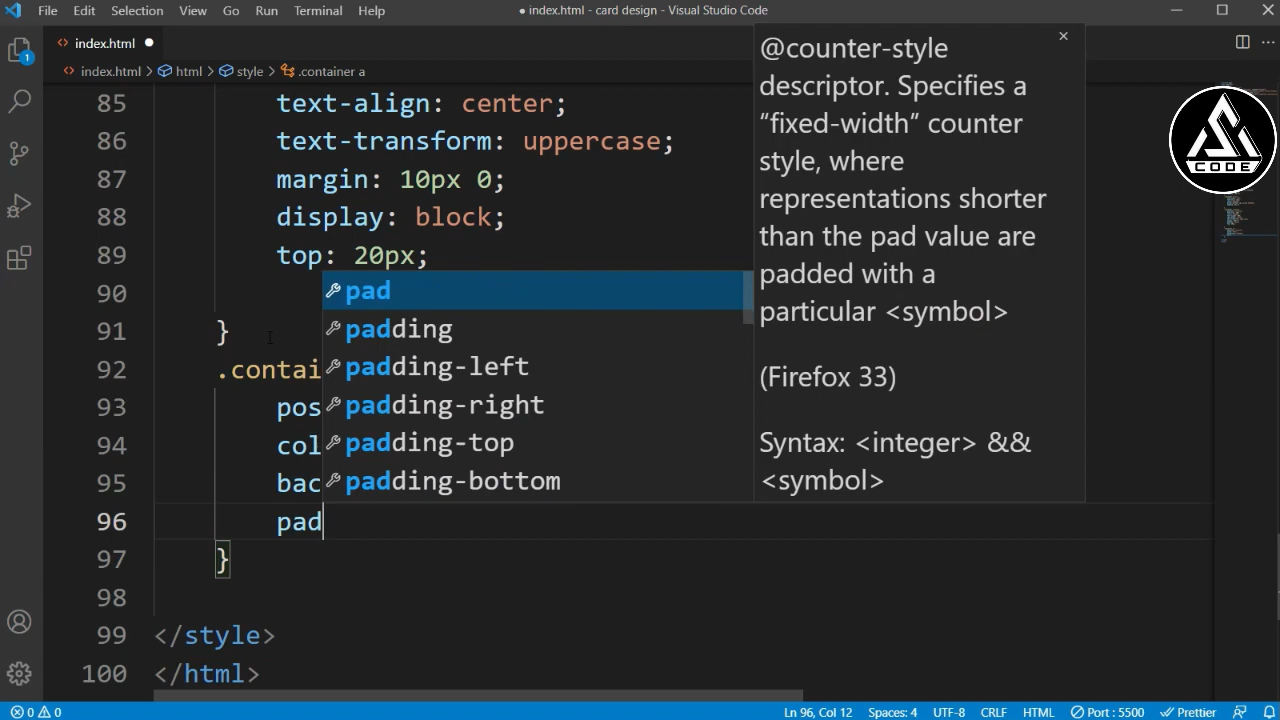 File Edit Selection View Go Run Terminal Help
● index.html - card design - Visual Studio Code
1
<> index.html ●
<> index.html > html > style > .container a
85 text-align: center;
86 text-transform: uppercase;
87 margin: 10px 0;
88 display: block;
89 top: 20px;
90
91 }
92 .contai
93 pos
94 col
95 bac
96 pad
97 }
98
99 </style>
100 </html>
pad
padding
padding-left
padding-right
padding-top
padding-bottom
@counter-style
descriptor. Specifies a
“fixed-width“ counter
style, where
representations shorter
than the pad value are
padded with a
particular <symbol>
(Firefox 33)
Syntax: <integer> &&
<symbol>
CODE
0 0
Ln 96, Col 12 Spaces: 4 UTF-8 CRLF HTML Port : 5500 Prettier